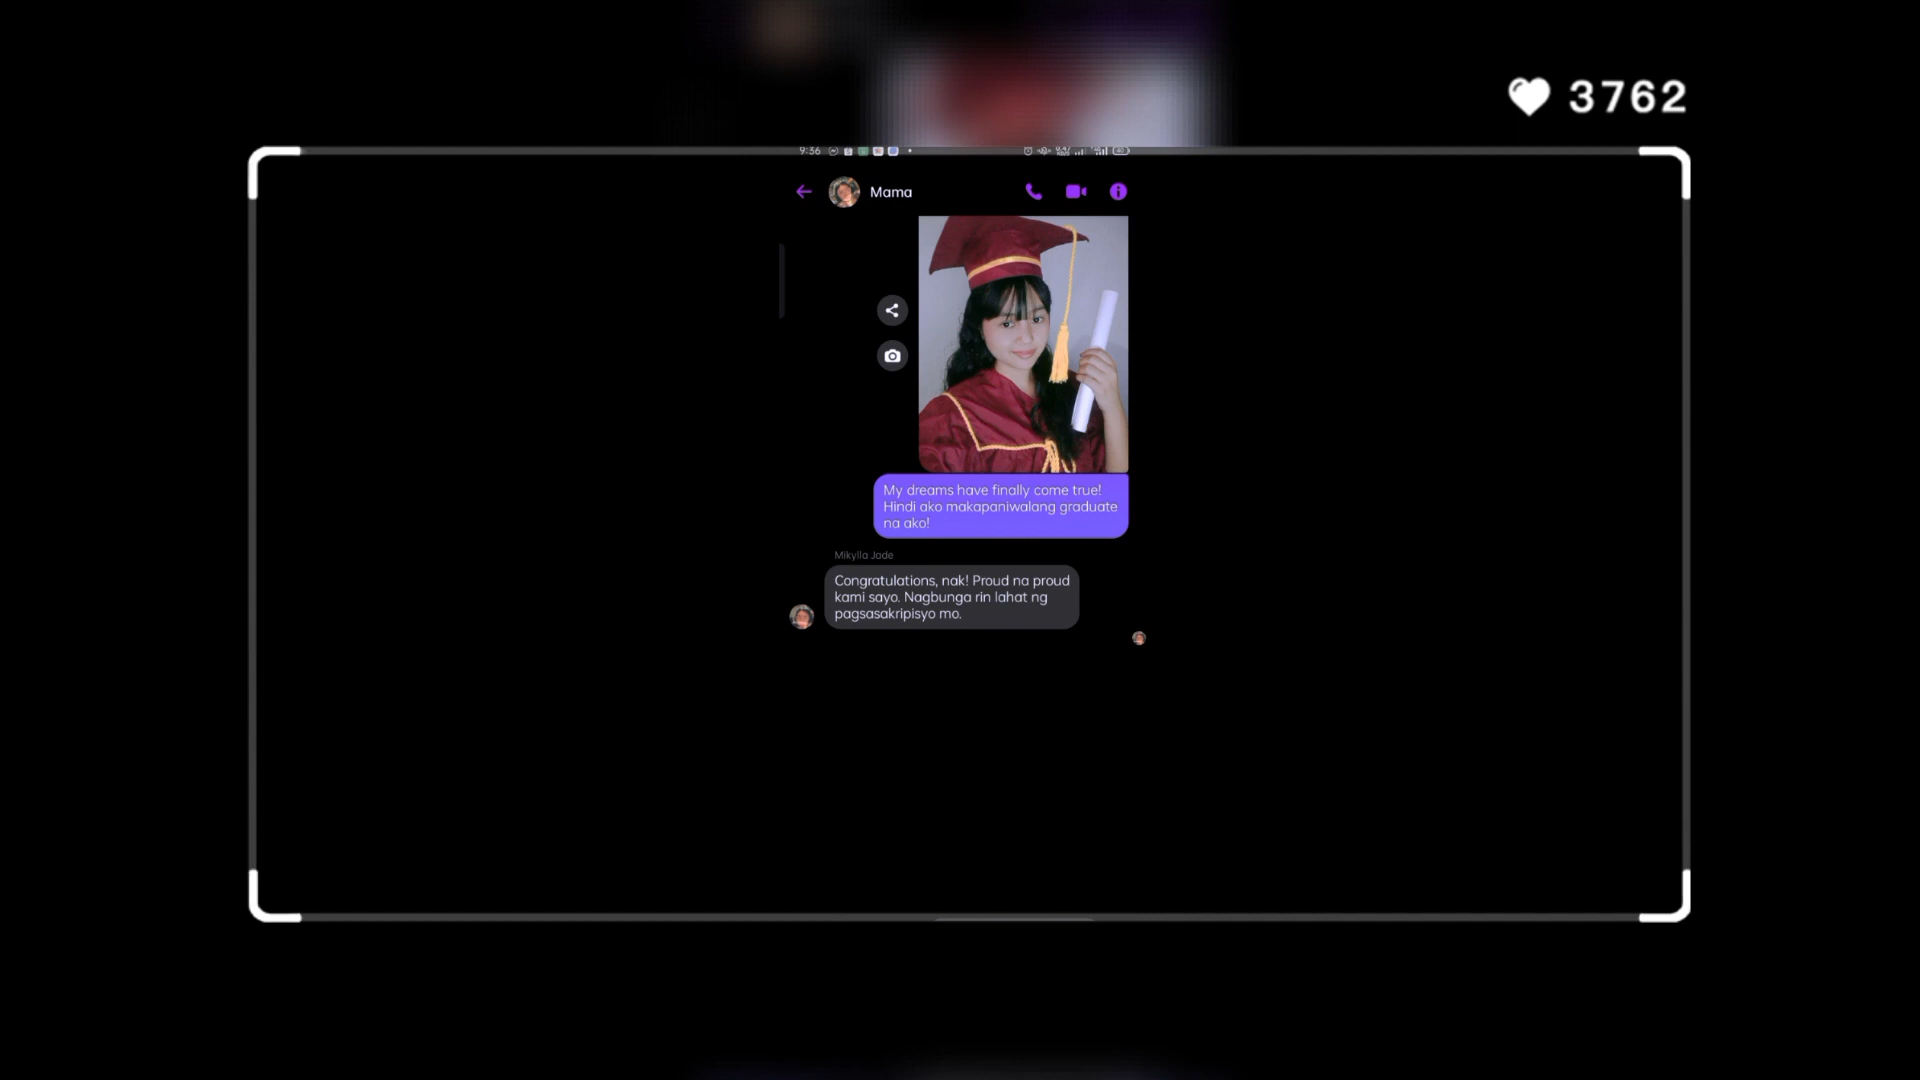 3762
9:36
Mama
My dreams have finally come true!
Hindi ako makapaniwalang graduate
na ako!
Mikylla Jade
Congratulations, nak! Proud na proud
kami sayo. Nagbunga rin lahat ng
pagsasakripisyo mo.